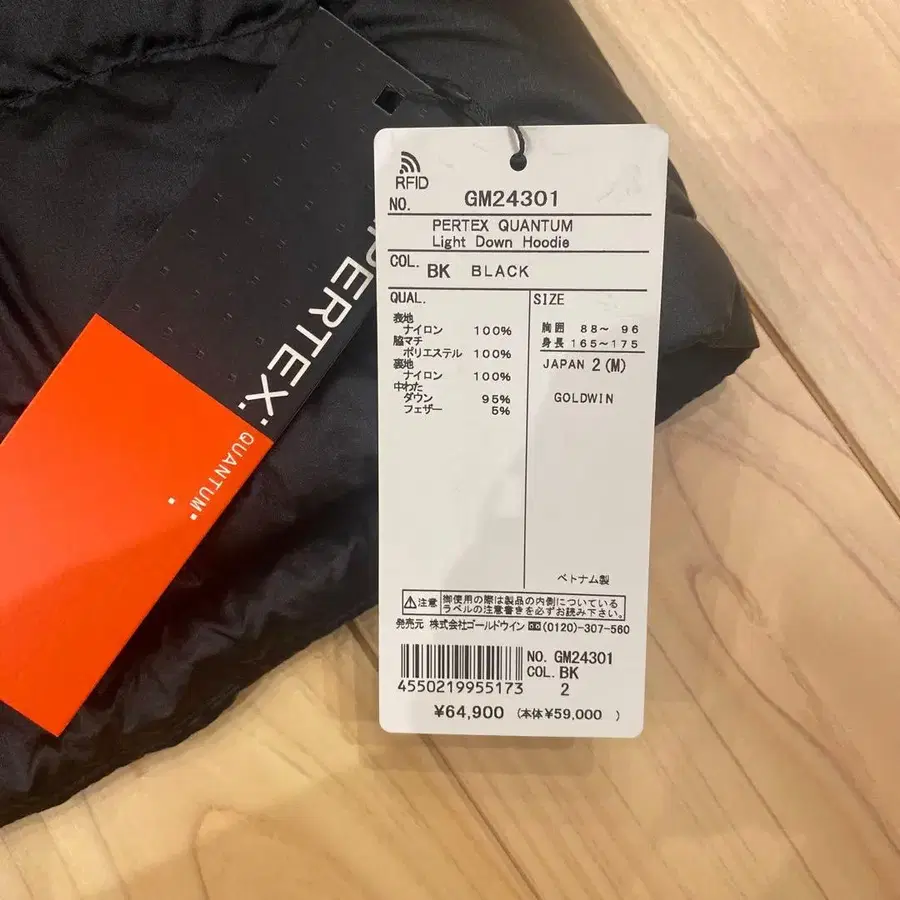 PERTEX
QUANTUM
RFID
NO. GM24301
PERTEX QUANTUM
Light Down Hoodie
COL. BK BLACK
QUAL.
表地
ナイロン 100%
脇マチ
ポリエステル 100%
裏地
ナイロン 100%
中わた
ダウン 95%
フェザー 5%
SIZE
胸囲 88～ 96
身長 165～175
JAPAN 2 (M)
GOLDWIN
ベトナム製
注意 御使用の際は製品の内側についている
ラベルの注意書きを必ずお読み下さい。
発売元 株式会社ゴールドウイン (0120)-307-560
NO. GM24301
COL. BK
2
4550219955173
¥64,900 (本体¥59,000 )